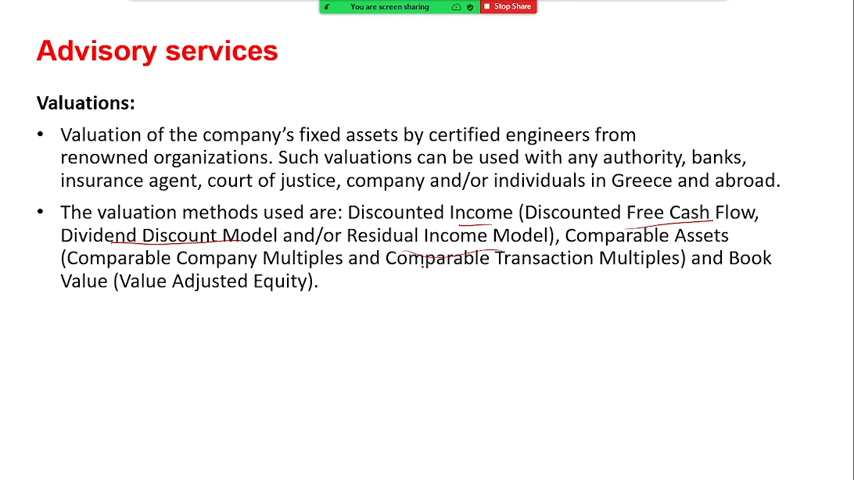 You are screen sharing
Stop Share
Advisory services
Valuations:
• Valuation of the company's fixed assets by certified engineers from
renowned organizations. Such valuations can be used with any authority, banks,
insurance agent, court of justice, company and/or individuals in Greece and abroad.
• The valuation methods used are: Discounted Income (Discounted Free Cash Flow,
Dividend Discount Model and/or Residual Income Model), Comparable Assets
(Comparable Company Multiples and Comparable Transaction Multiples) and Book
Value (Value Adjusted Equity).